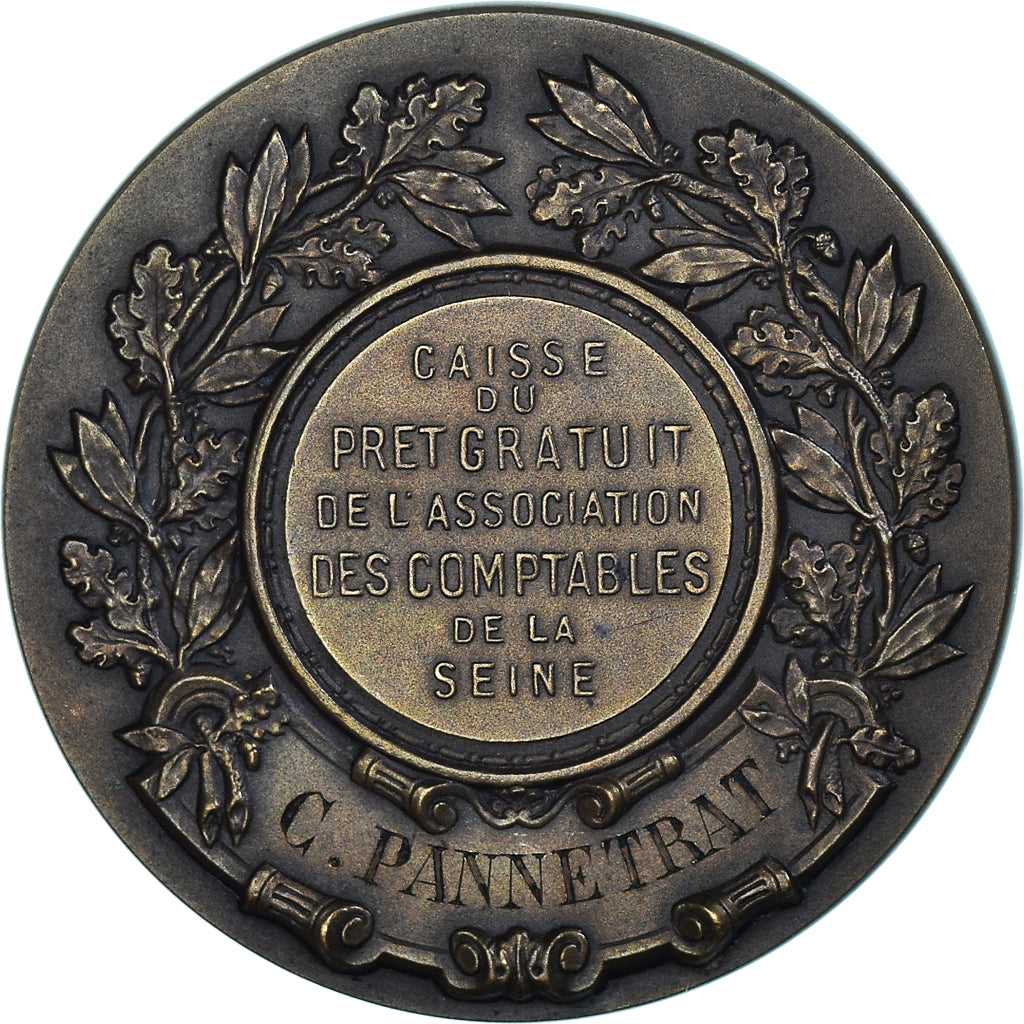 CAISSE
DU
PRET GRATUIT
DE L'ASSOCIATION
DES COMPTABLES
DE LA
SEINE
C. PANNETRAT